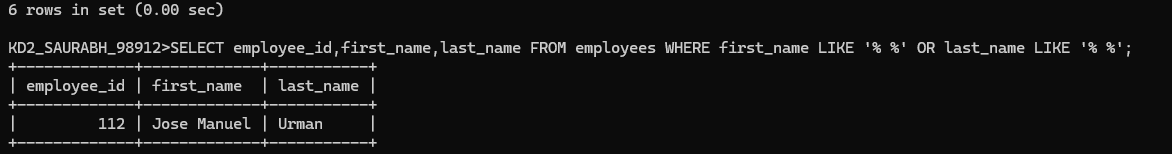 6 rows in set (0.00 sec)
KD2_SAURABH_98912>SELECT employee_id,first_name,last_name FROM employees WHERE first_name LIKE '% %' OR last_name LIKE '% %';
+-------------+-------------+-----------+
| employee_id | first_name  | last_name |
+-------------+-------------+-----------+
|         112 | Jose Manuel | Urman     |
+-------------+-------------+-----------+